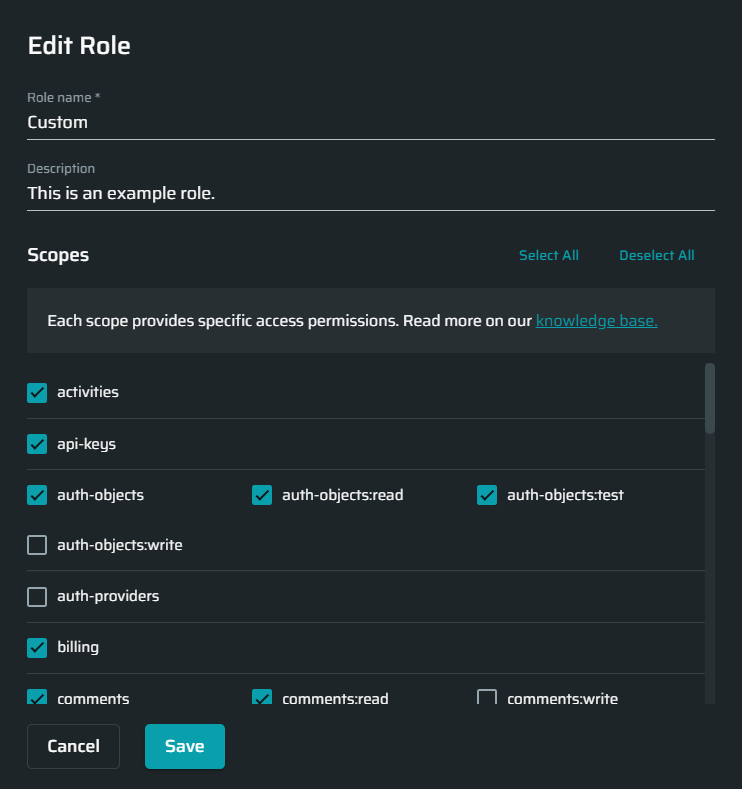 Edit Role
Role name *
Custom
Description
This is an example role.
Scopes
Select All
Deselect All
Each scope provides specific access permissions. Read more on our knowledge base.
activities
api-keys
auth-objects auth-objects:read auth-objects:test
auth-objects:write
auth-providers
billing
comments comments:read comments:write
Cancel Save